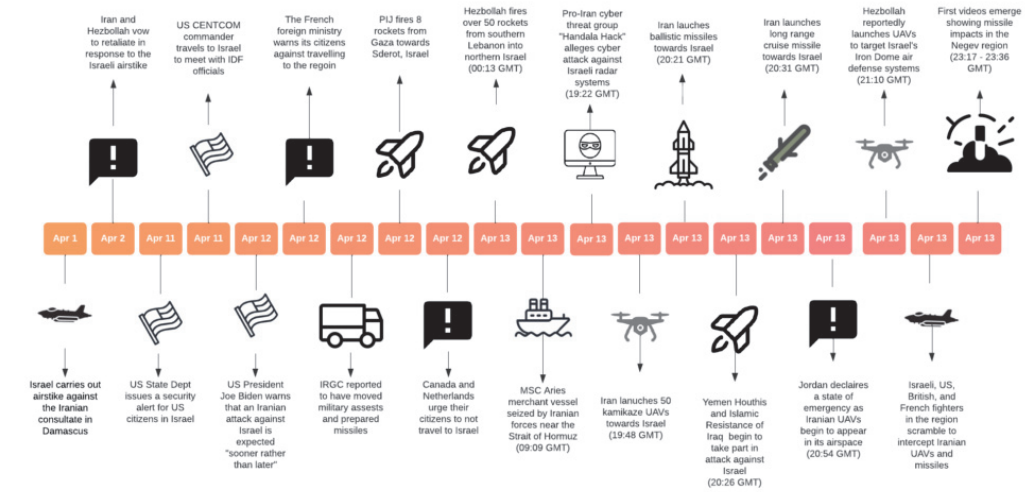 Iran and
Hezbollah vow
to retaliate in
response to the
Israeli airstike
US CENTCOM
commander
travels to Israel
to meet with IDF
officials
The French
foreign ministry
warns its citizens
against travelling
to the regoin
PIJ fires 8
rockets from
Gaza towards
Sderot, Israel
Hezbollah fires
over 50 rockets
from southern
Lebanon into
northern Israel
(00:13 GMT)
Pro-Iran cyber
threat group
"Handala Hack"
alleges cyber
attack against
Israeli radar
systems
(19:22 GMT)
Iran lauches
ballistic missiles
towards Israel
(20:21 GMT)
Iran launches
long range
cruise missile
towards Israel
(20:31 GMT)
Hezbollah
reportedly
launches UAVs
to target Israel's
Iron Dome air
defense systems
(21:10 GMT)
First videos emerge
showing missile
impacts in the
Negev region
(23:17 - 23:36
GMT)
Apr 1
Apr 2
Apr 11
Apr 11
Apr 12
Apr 12
Apr 12
Apr 12
Apr 12
Apr 13
Apr 13
Apr 13
Apr 13
Apr 13
Apr 13
Apr 13
Apr 13
Apr 13
Apr 13
Apr 13
Israel carries out
airstike against
the Iranian
consultate in
Damascus
US State Dept
issues a security
alert for US
citizens in Israel
US President
Joe Biden warns
that an Iranian
attack against
Israel is
expected
"sooner rather
than later"
IRGC reported
to have moved
military assests
and prepared
missiles
Canada and
Netherlands
urge their
citizens to not
travel to Israel
MSC Aries
merchant vessel
seized by Iranian
forces near the
Strait of Hormuz
(09:09 GMT)
Iran lanuches 50
kamikaze UAVs
towards Israel
(19:48 GMT)
Yemen Houthis
and Islamic
Resistance of
Iraq begin to
take part in
attack against
Israel
(20:26 GMT)
Jordan declaires
a state of
emergency as
Iranian UAVs
begin to appear
in its airspace
(20:54 GMT)
Israeli, US,
British, and
French fighters
in the region
scramble to
intercept Iranian
UAVs and
missiles